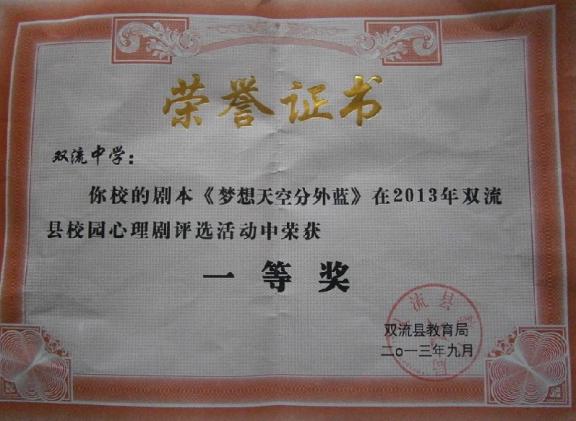 荣誉证书
双流中学：
你校的剧本《梦想天空分外蓝》在2013年双流
县校园心理剧评选活动中荣获
一等奖
双流县教育局
二〇一三年九月